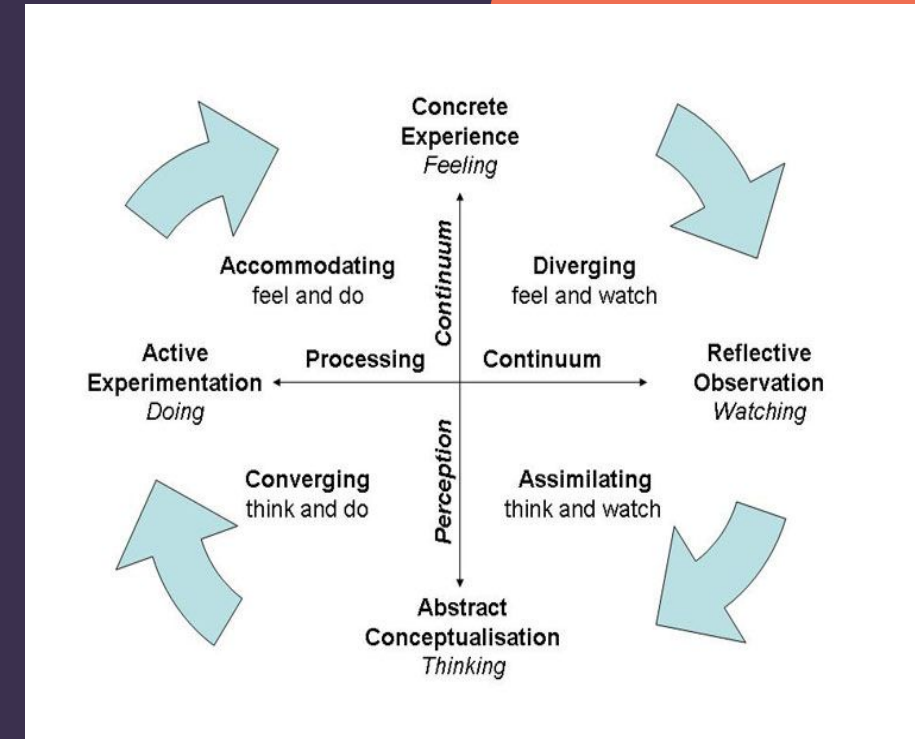 Concrete
Experience
Feeling
Accommodating
feel and do
Diverging
feel and watch
Perception Continuum
Active
Experimentation
Doing
Processing Continuum
Reflective
Observation
Watching
Converging
think and do
Assimilating
think and watch
Abstract
Conceptualisation
Thinking